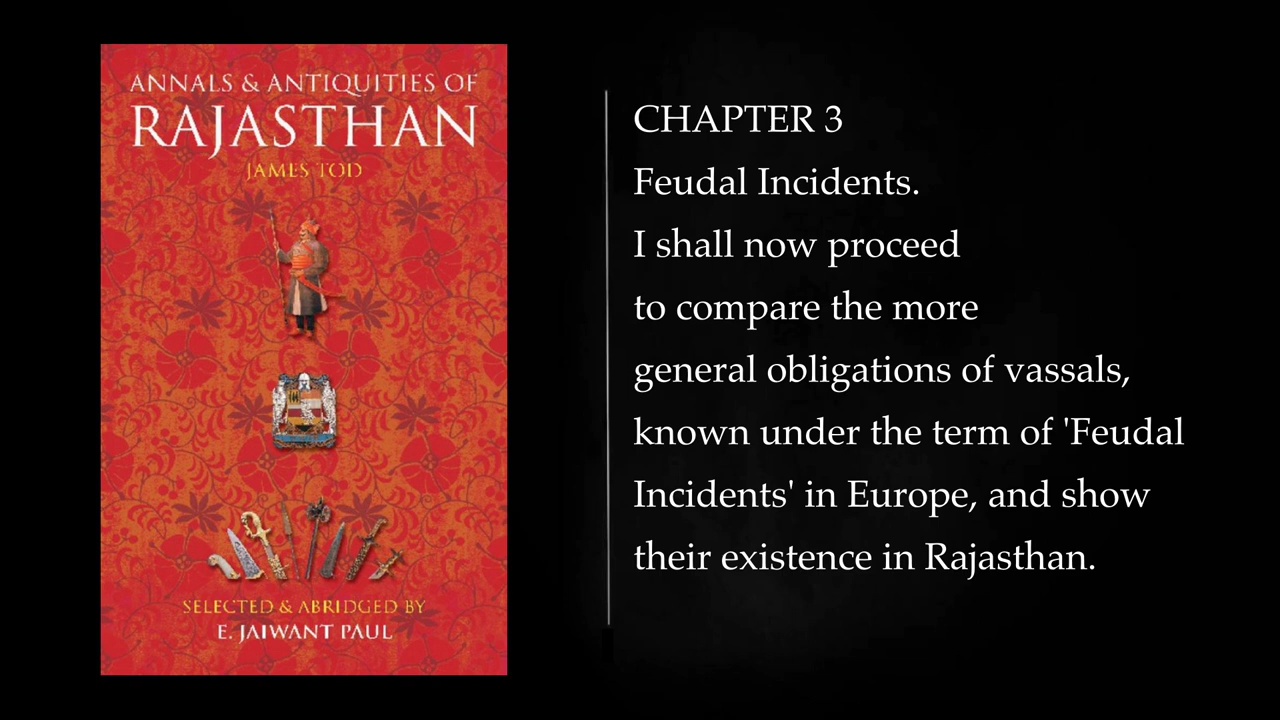 ANNALS & ANTIQUITIES OF
RAJASTHAN
JAMES TOD
SELECTED & ABRIDGED BY
E. JAIWANT PAUL
CHAPTER 3
Feudal Incidents.
I shall now proceed
to compare the more
general obligations of vassals,
known under the term of 'Feudal
Incidents' in Europe, and show
their existence in Rajasthan.